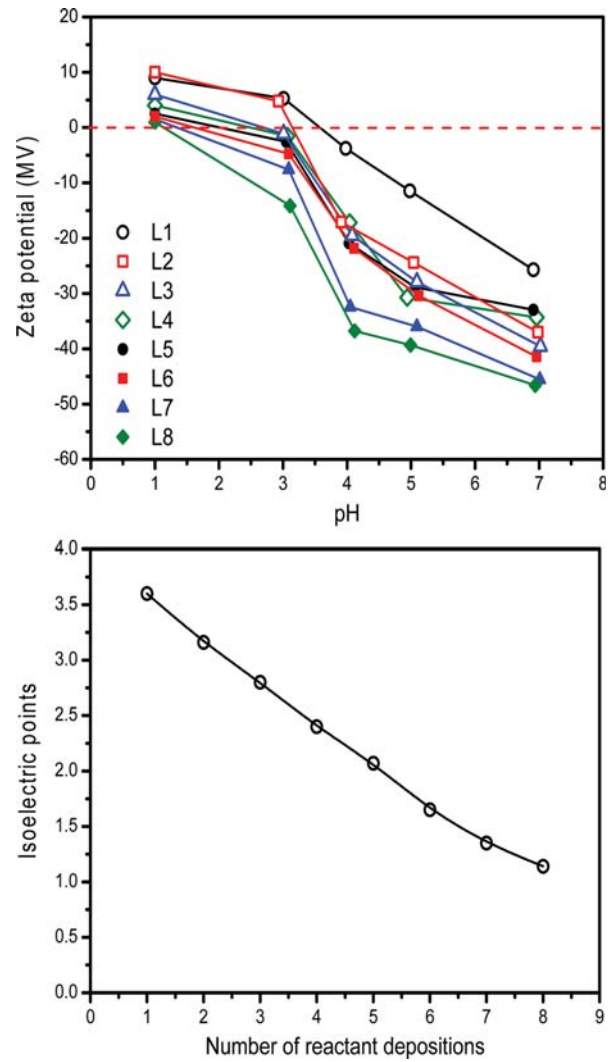 20
10
0
-10
-20
-30
-40
-50
-60
Zeta potential (MV)
L1
L2
L3
L4
L5
L6
L7
L8
0 1 2 3 4 5 6 7 8
pH
4.0
3.5
3.0
2.5
2.0
1.5
1.0
0.5
0.0
Isoelectric points
0 1 2 3 4 5 6 7 8 9
Number of reactant depositions